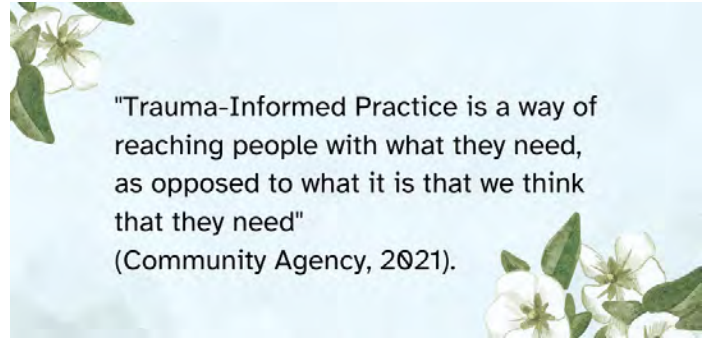 "Trauma-Informed Practice is a way of
reaching people with what they need,
as opposed to what it is that we think
that they need"
(Community Agency, 2021).